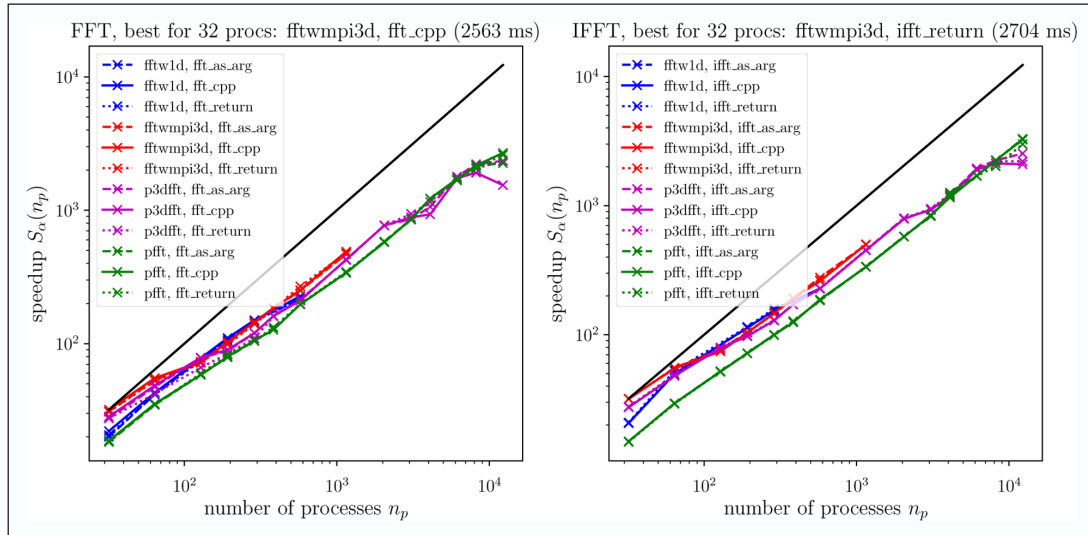 FFT, best for 32 procs: fftwmpi3d, fft_cpp (2563 ms)
10⁴
10³
10²
speedup S_α(n_p)
fftw1d, fft_as_arg
fftw1d, fft_cpp
fftw1d, fft_return
fftwmpi3d, fft_as_arg
fftwmpi3d, fft_cpp
fftwmpi3d, fft_return
p3dfft, fft_as_arg
p3dfft, fft_cpp
p3dfft, fft_return
pfft, fft_as_arg
pfft, fft_cpp
pfft, fft_return
10² 10³ 10⁴
number of processes n_p
IFFT, best for 32 procs: fftwmpi3d, ifft_return (2704 ms)
10⁴
10³
10²
speedup S_α(n_p)
fftw1d, ifft_as_arg
fftw1d, ifft_cpp
fftw1d, ifft_return
fftwmpi3d, ifft_as_arg
fftwmpi3d, ifft_cpp
fftwmpi3d, ifft_return
p3dfft, ifft_as_arg
p3dfft, ifft_cpp
p3dfft, ifft_return
pfft, ifft_as_arg
pfft, ifft_cpp
pfft, ifft_return
10² 10³ 10⁴
number of processes n_p